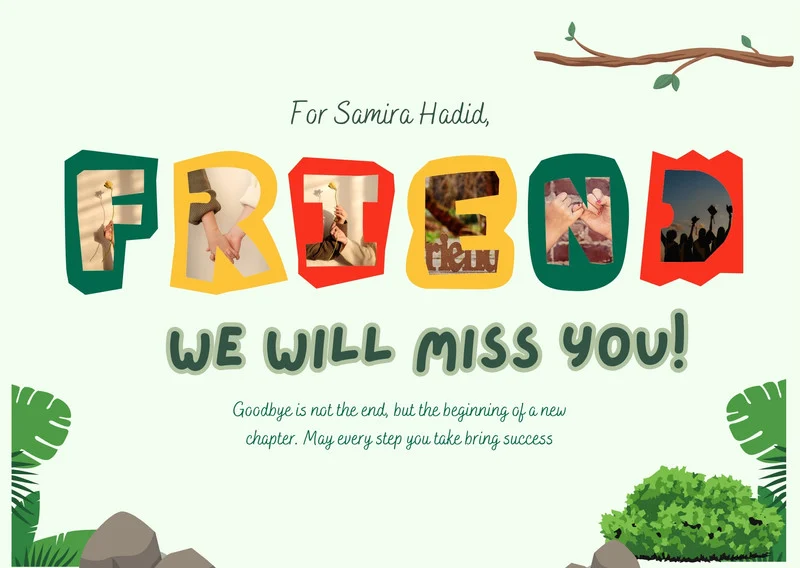 For Samira Hadid,
FRIEND
WE WILL MISS YOU!
Goodbye is not the end, but the beginning of a new
chapter. May every step you take bring success